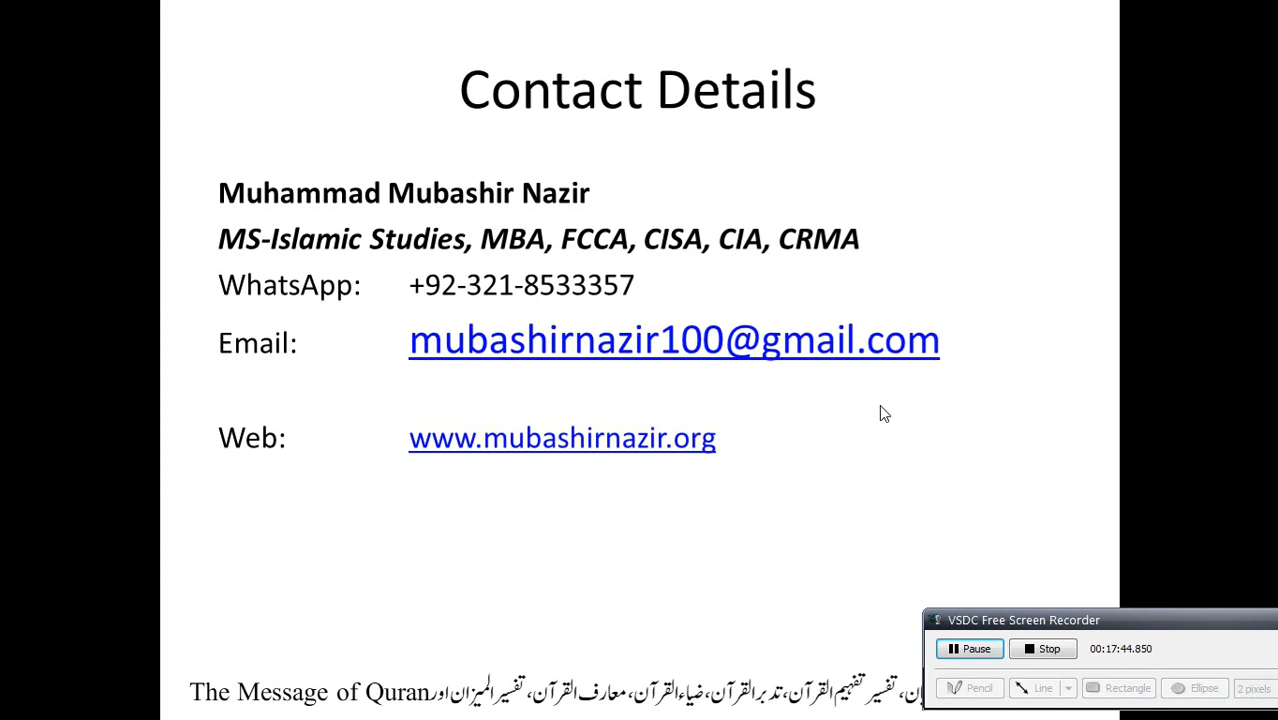 Contact Details
Muhammad Mubashir Nazir
MS-Islamic Studies, MBA, FCCA, CISA, CIA, CRMA
WhatsApp: +92-321-8533357
Email: mubashirnazir100@gmail.com
Web: www.mubashirnazir.org
VSDC Free Screen Recorder
Pause Stop 00:17:44.850
Pencil Line Rectangle Ellipse 2 pixels
تفسیر تفہیم القرآن، تدبر القرآن، ضیاء القرآن، معارف القرآن، تفسیر المیزان اور The Message of Quran